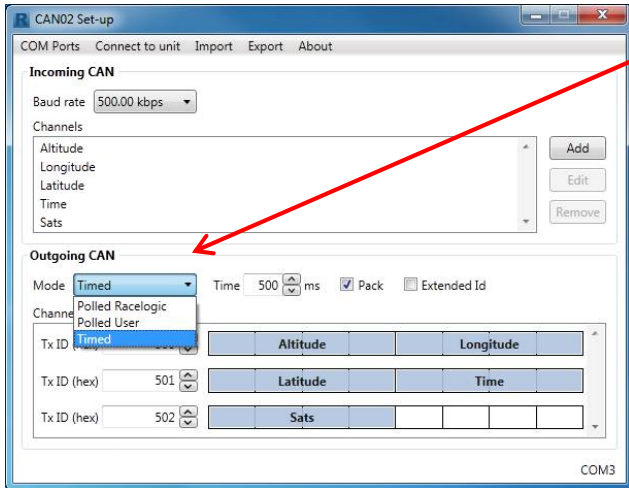 CAN02 Set-up
COM Ports Connect to unit Import Export About
Incoming CAN
Baud rate 500.00 kbps
Channels
Altitude
Longitude
Latitude
Time
Sats
Add
Edit
Remove
Outgoing CAN
Mode Timed Time 500 ms Pack Extended Id
Polled Racelogic
Polled User
Timed
Tx ID Altitude Longitude
Tx ID (hex) 501 Latitude Time
Tx ID (hex) 502 Sats
COM3